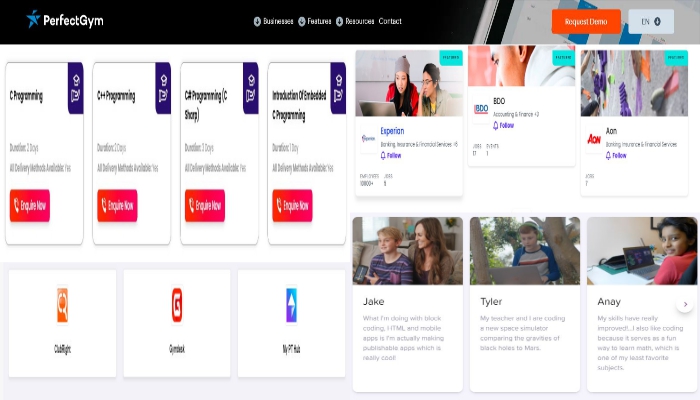 PerfectGym
Businesses Features Resources Contact
Request Demo
EN
C Programming
Duration: 2 Days
All Delivery Methods Available: Yes
Enquire Now
C++ Programming
Duration: 2 Days
All Delivery Methods Available: Yes
Enquire Now
C# Programming (C
Sharp)
Duration: 2 Days
All Delivery Methods Available: Yes
Enquire Now
Introduction Of Embedded
C Programming
Duration: 1 Day
All Delivery Methods Available: Yes
Enquire Now
FEATURED
Experian
Banking, Insurance & Financial Services +5
Follow
EMPLOYEES JOBS
10000+ 5
FEATURED
BDO
BDO
Accounting & Finance +2
Follow
JOBS EVENTS
17 1
FEATURED
Aon
Aon
Banking, Insurance & Financial Services
Follow
JOBS
7
ClubRight
Gymdesk
My PT Hub
Jake
What I'm doing with block
coding, HTML and mobile
apps is I'm actually making
publishable apps which is
really cool!
Tyler
My teacher and I are coding
a new space simulator
comparing the gravities of
black holes to Mars.
Anay
My skills have really
improved!...I also like coding
because it serves as a fun
way to learn math, which is
one of my least favorite
subjects.